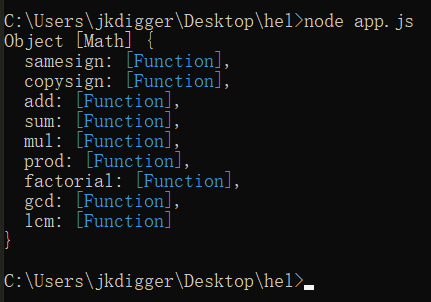 C:\Users\jkdigger\Desktop\hel>node app.js
Object [Math] {
  samesign: [Function],
  copysign: [Function],
  add: [Function],
  sum: [Function],
  mul: [Function],
  prod: [Function],
  factorial: [Function],
  gcd: [Function],
  lcm: [Function]
}
C:\Users\jkdigger\Desktop\hel>